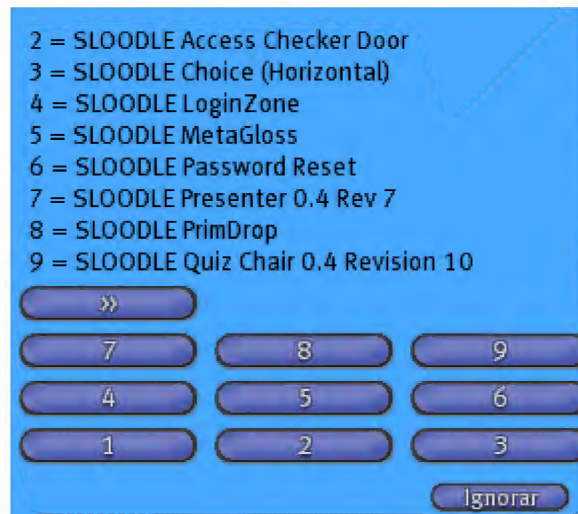 2 = SLOODLE Access Checker Door
3 = SLOODLE Choice (Horizontal)
4 = SLOODLE LoginZone
5 = SLOODLE MetaGloss
6 = SLOODLE Password Reset
7 = SLOODLE Presenter 0.4 Rev 7
8 = SLOODLE PrimDrop
9 = SLOODLE Quiz Chair 0.4 Revision 10
>>
7 8 9
4 5 6
1 2 3
Ignorar